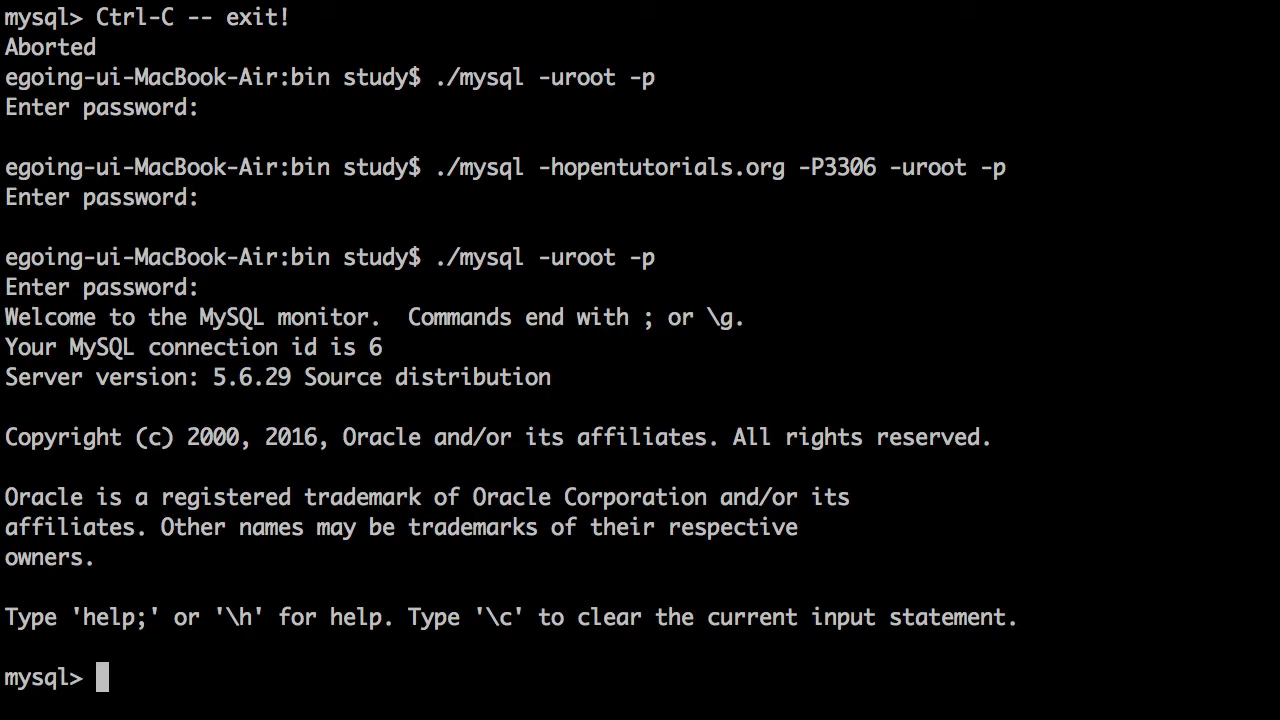 mysql> Ctrl-C -- exit!
Aborted
egoing-ui-MacBook-Air:bin study$ ./mysql -uroot -p
Enter password:
egoing-ui-MacBook-Air:bin study$ ./mysql -hopentutorials.org -P3306 -uroot -p
Enter password:
egoing-ui-MacBook-Air:bin study$ ./mysql -uroot -p
Enter password:
Welcome to the MySQL monitor.  Commands end with ; or \g.
Your MySQL connection id is 6
Server version: 5.6.29 Source distribution
Copyright (c) 2000, 2016, Oracle and/or its affiliates. All rights reserved.
Oracle is a registered trademark of Oracle Corporation and/or its
affiliates. Other names may be trademarks of their respective
owners.
Type 'help;' or '\h' for help. Type '\c' to clear the current input statement.
mysql>